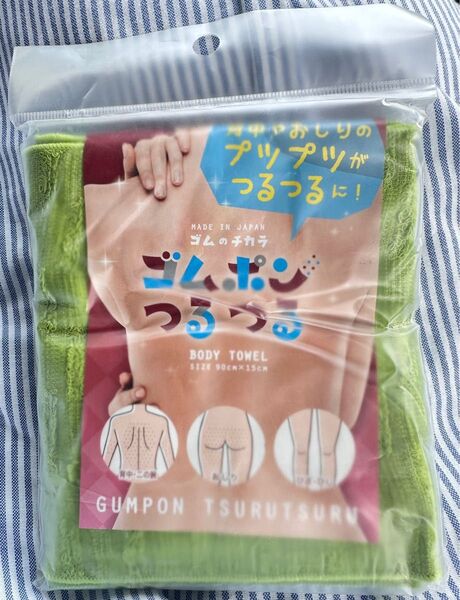 背中やおしりの
プツプツが
つるつるに!
MADE IN JAPAN
ゴムのチカラ
ゴムポン
つるつる
BODY TOWEL
SIZE 90CM×15CM
背中・二の腕
おしり
ひざ・ひじ
GUMPON TSURUTSURU